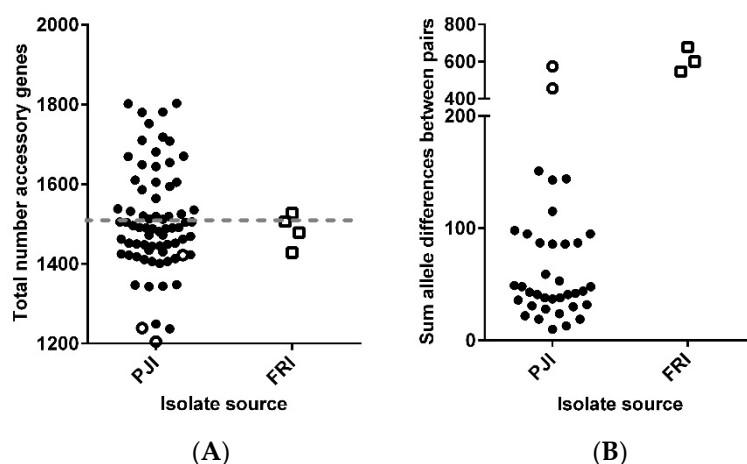 2000
1800
1600
1400
1200
Total number accessory genes
PJI
FRI
Isolate source
(A)
B
800
600
400
200
100
0
Sum allele differences between pairs
PJI
FRI
Isolate source
(B)